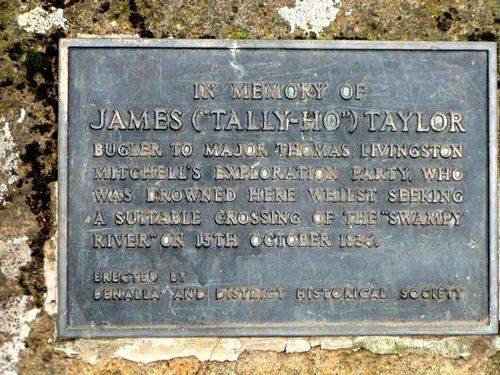 IN MEMORY OF
JAMES ("TALLY-HO") TAYLOR
BUGLER TO MAJOR THOMAS LIVINGSTON
MITCHELL'S EXPLORATION PARTY, WHO
WAS DROWNED HERE WHILST SEEKING
A SUITABLE CROSSING OF THE "SWAMPY
RIVER" ON 13TH OCTOBER 1836.
ERECTED BY
BENALLA AND DISTRICT HISTORICAL SOCIETY